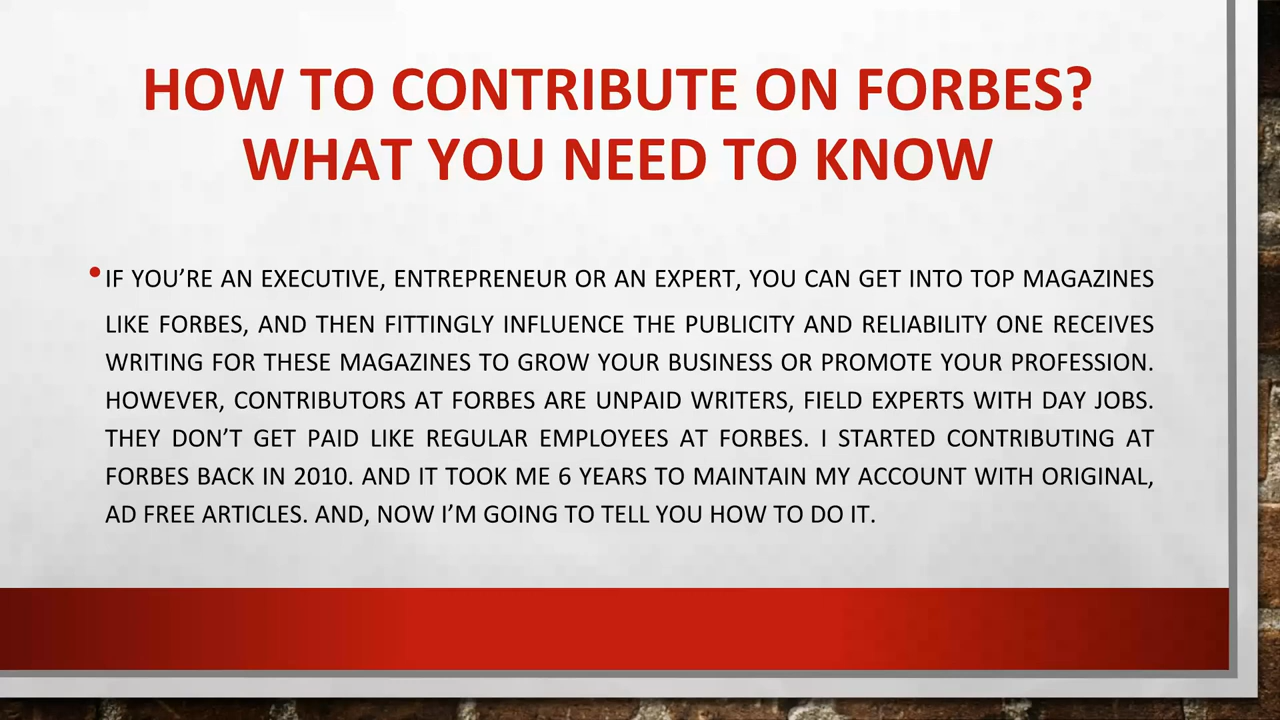 HOW TO CONTRIBUTE ON FORBES?
WHAT YOU NEED TO KNOW
•IF YOU’RE AN EXECUTIVE, ENTREPRENEUR OR AN EXPERT, YOU CAN GET INTO TOP MAGAZINES
LIKE FORBES, AND THEN FITTINGLY INFLUENCE THE PUBLICITY AND RELIABILITY ONE RECEIVES
WRITING FOR THESE MAGAZINES TO GROW YOUR BUSINESS OR PROMOTE YOUR PROFESSION.
HOWEVER, CONTRIBUTORS AT FORBES ARE UNPAID WRITERS, FIELD EXPERTS WITH DAY JOBS.
THEY DON’T GET PAID LIKE REGULAR EMPLOYEES AT FORBES. I STARTED CONTRIBUTING AT
FORBES BACK IN 2010. AND IT TOOK ME 6 YEARS TO MAINTAIN MY ACCOUNT WITH ORIGINAL,
AD FREE ARTICLES. AND, NOW I’M GOING TO TELL YOU HOW TO DO IT.